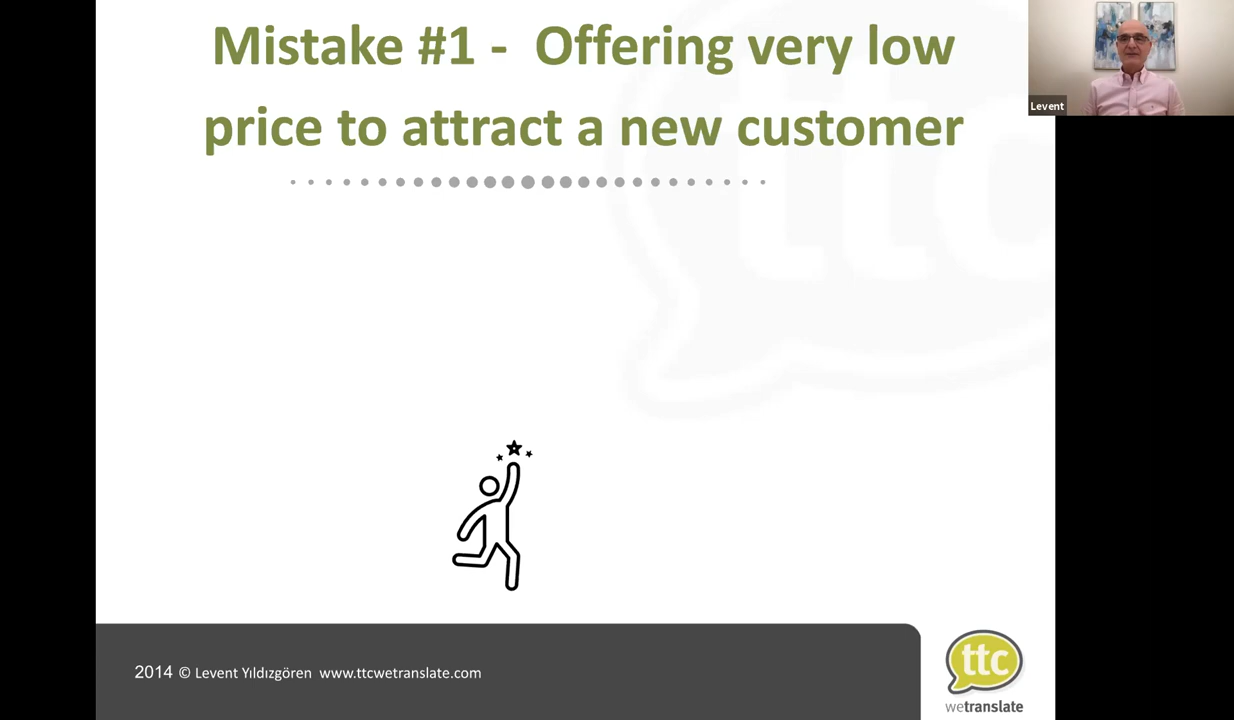 Mistake #1 -  Offering very low
price to attract a new customer
Levent
2014 © Levent Yıldızgören  www.ttcwetranslate.com
ttc
wetranslate
ttc